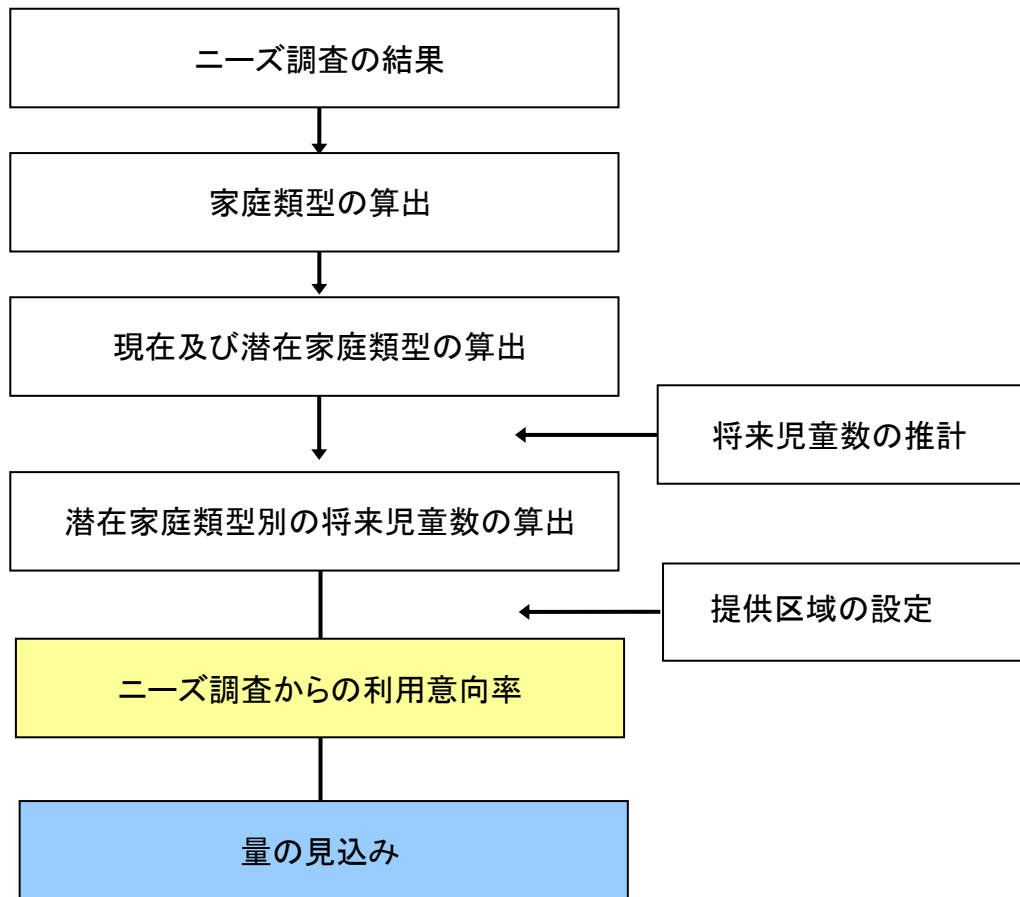 ニーズ調査の結果
家庭類型の算出
現在及び潜在家庭類型の算出
将来児童数の推計
潜在家庭類型別の将来児童数の算出
提供区域の設定
ニーズ調査からの利用意向率
量の見込み